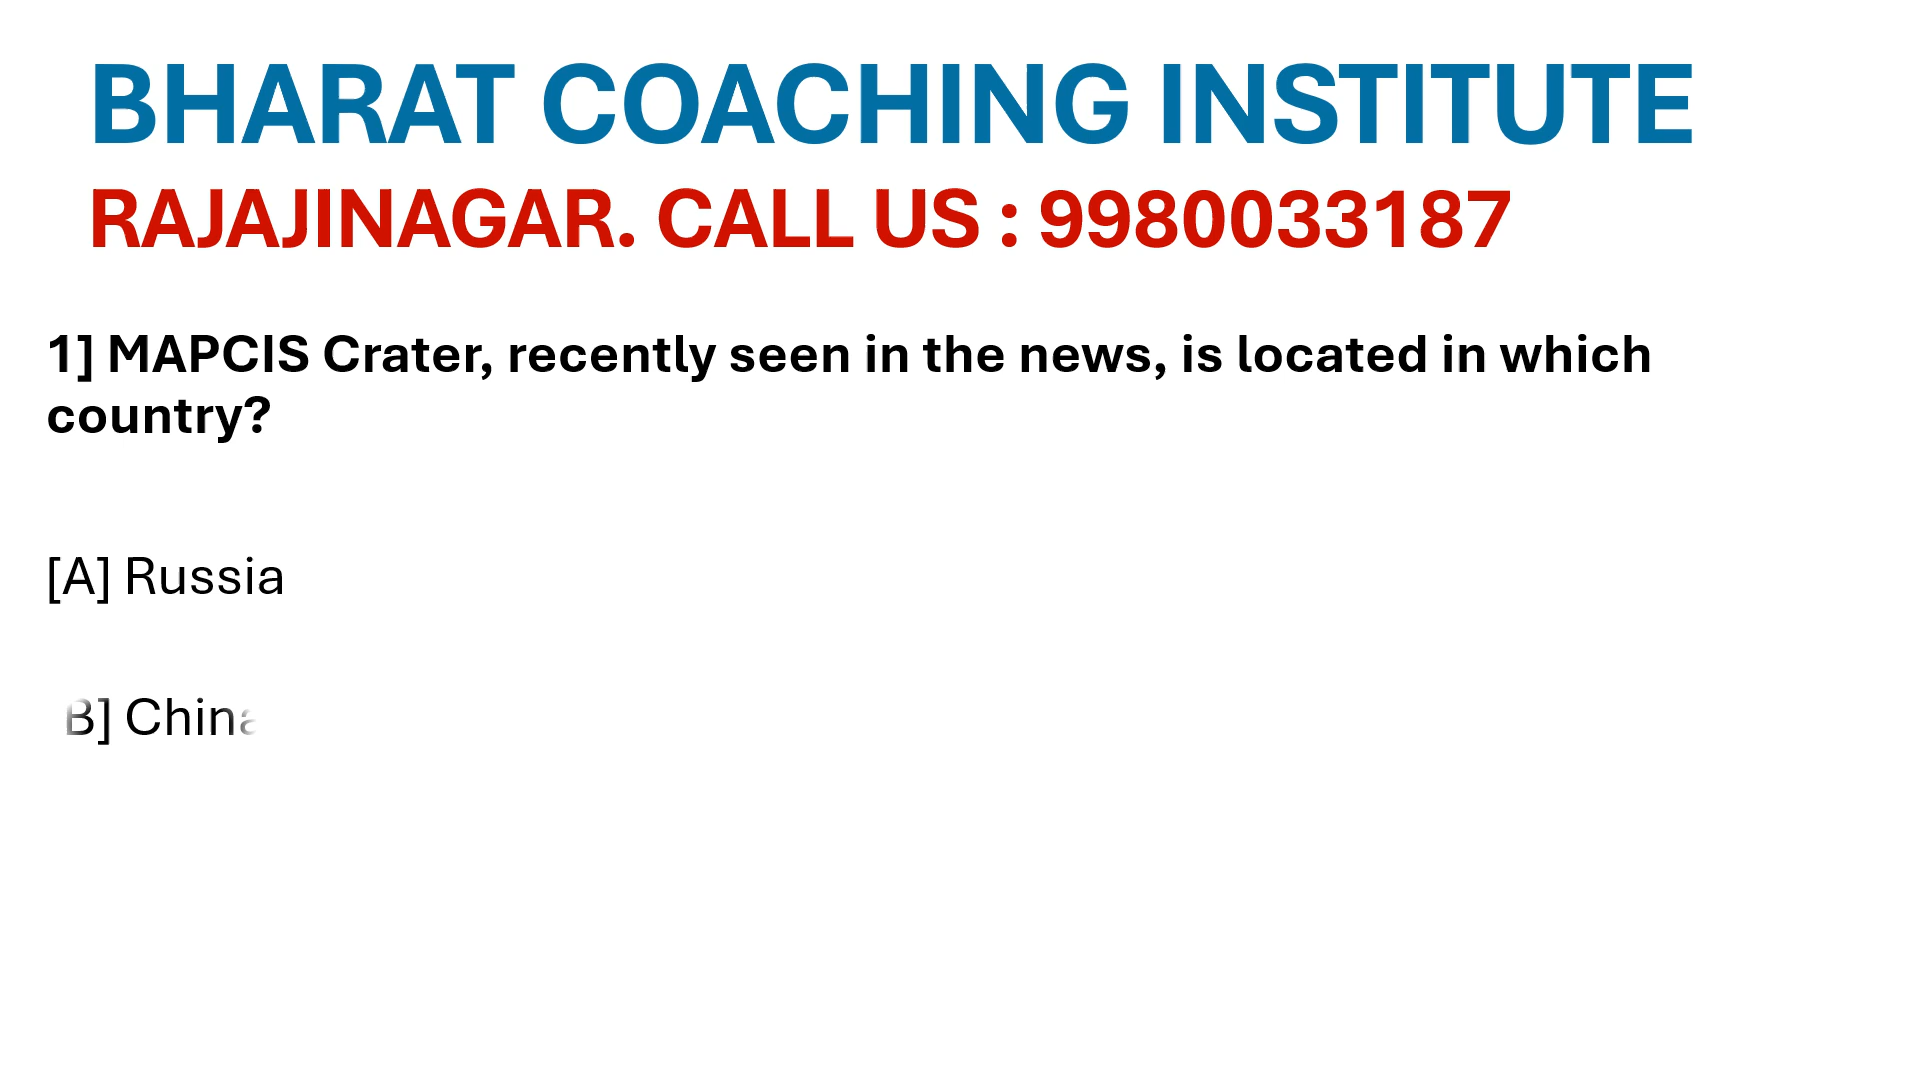 BHARAT COACHING INSTITUTE
RAJAJINAGAR. CALL US : 9980033187
1] MAPCIS Crater, recently seen in the news, is located in which
country?
[A] Russia
B] China